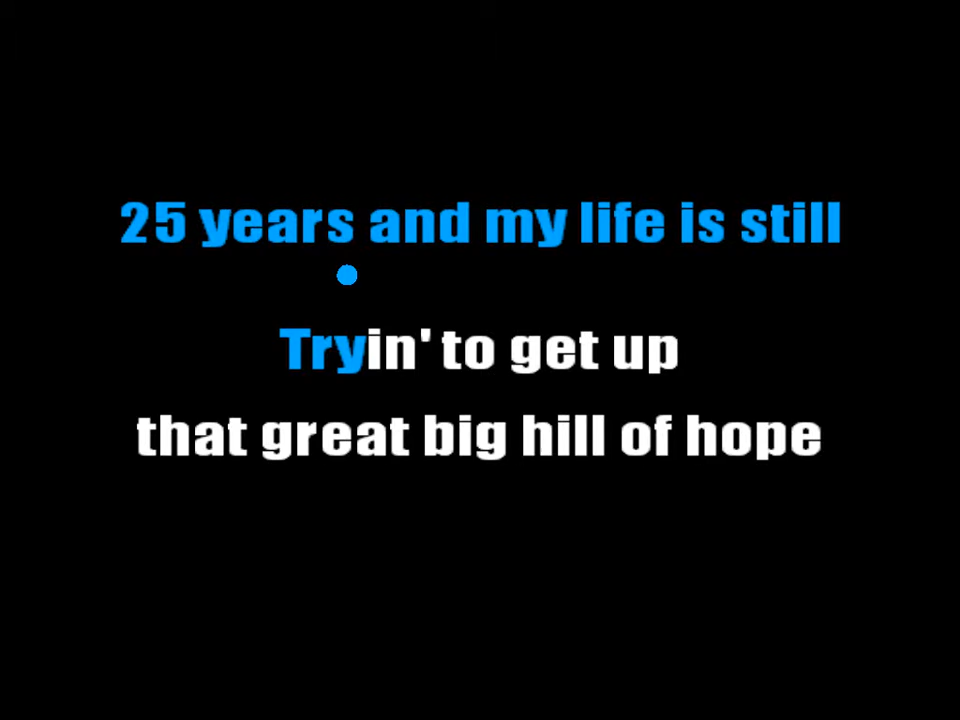 25 years and my life is still
Tryin' to get up
that great big hill of hope